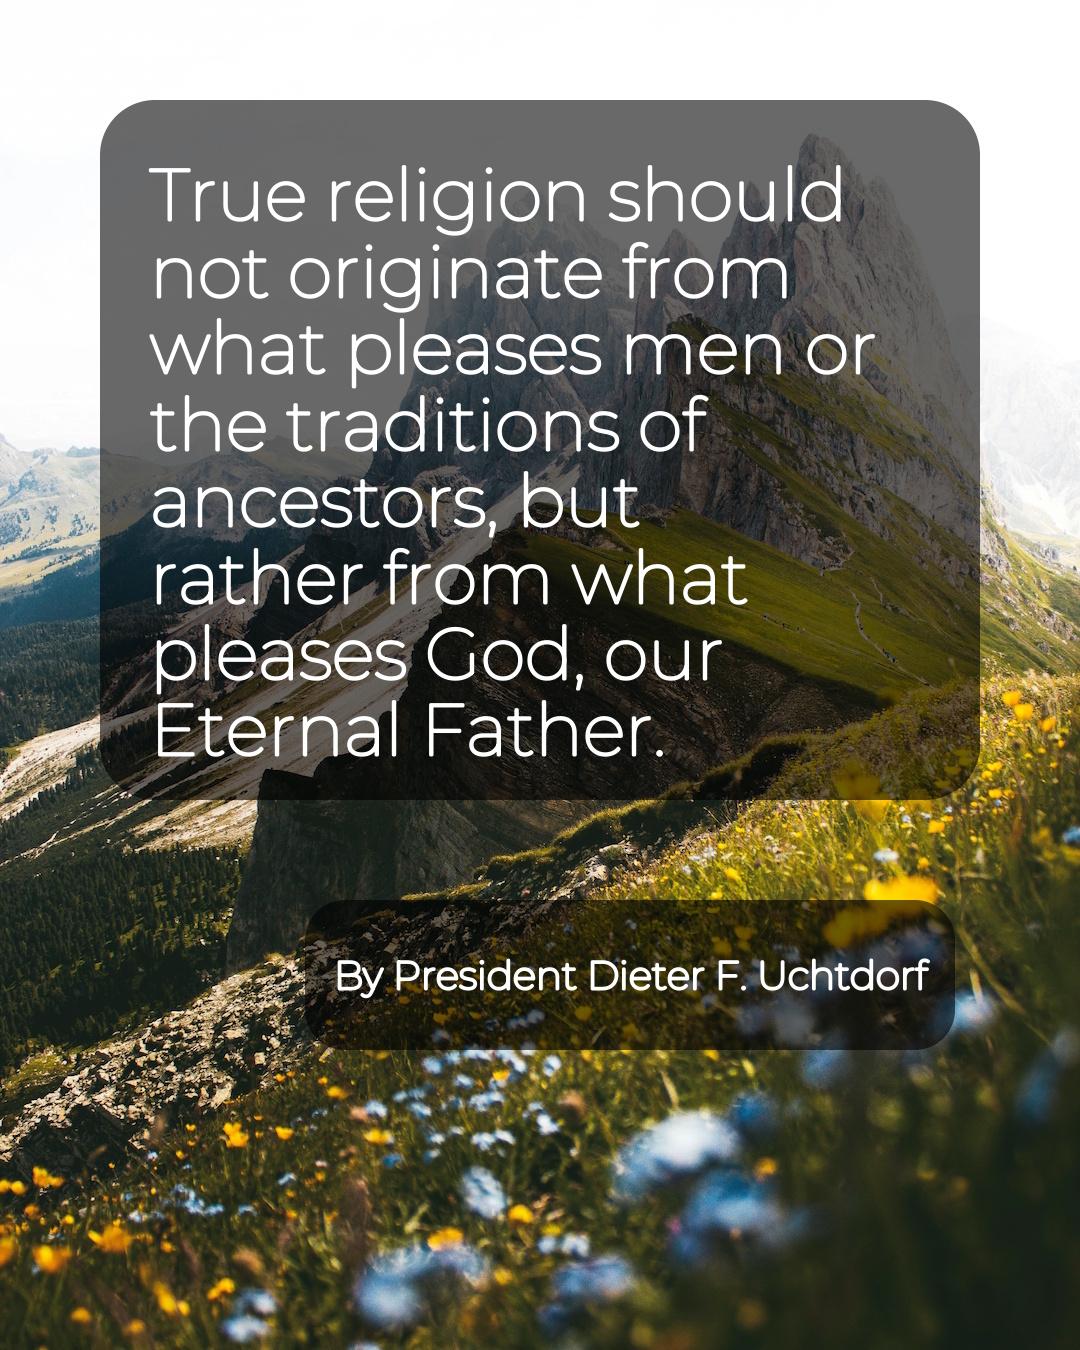 True religion should
not originate from
what pleases men or
the traditions of
ancestors, but
rather from what
pleases God, our
Eternal Father.
By President Dieter F. Uchtdorf